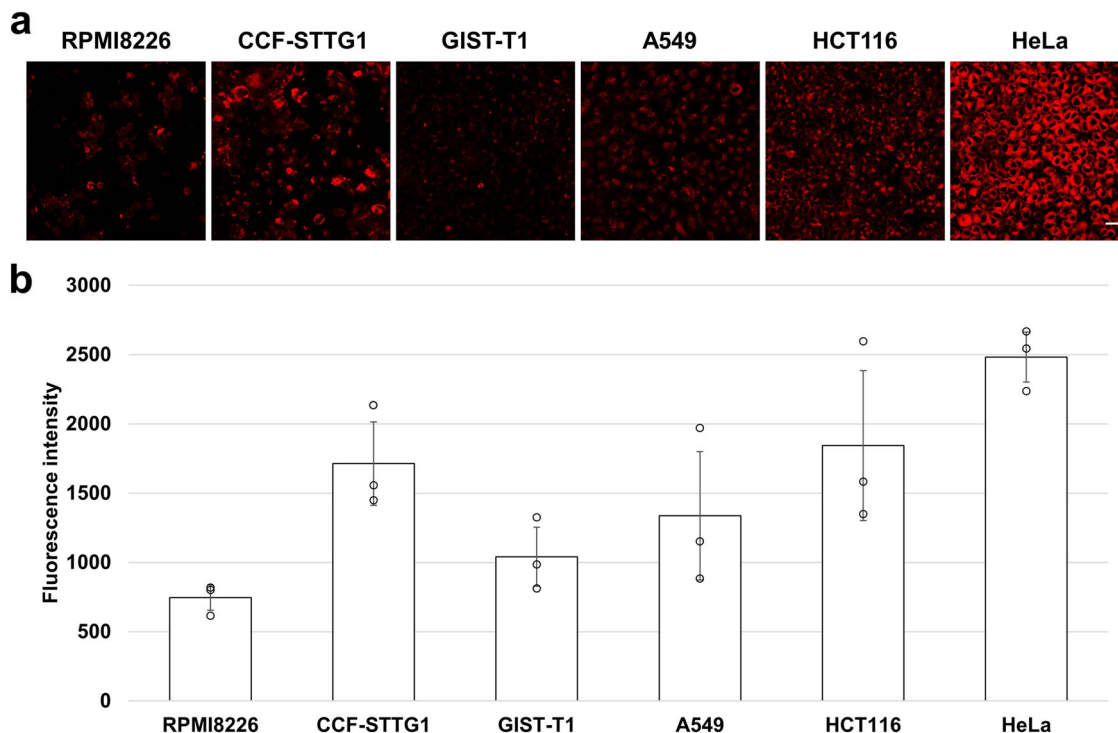 a
RPMI8226 CCF-STTG1 GIST-T1 A549 HCT116 HeLa
b
Fluorescence intensity
3000
2500
2000
1500
1000
500
0
RPMI8226 CCF-STTG1 GIST-T1 A549 HCT116 HeLa